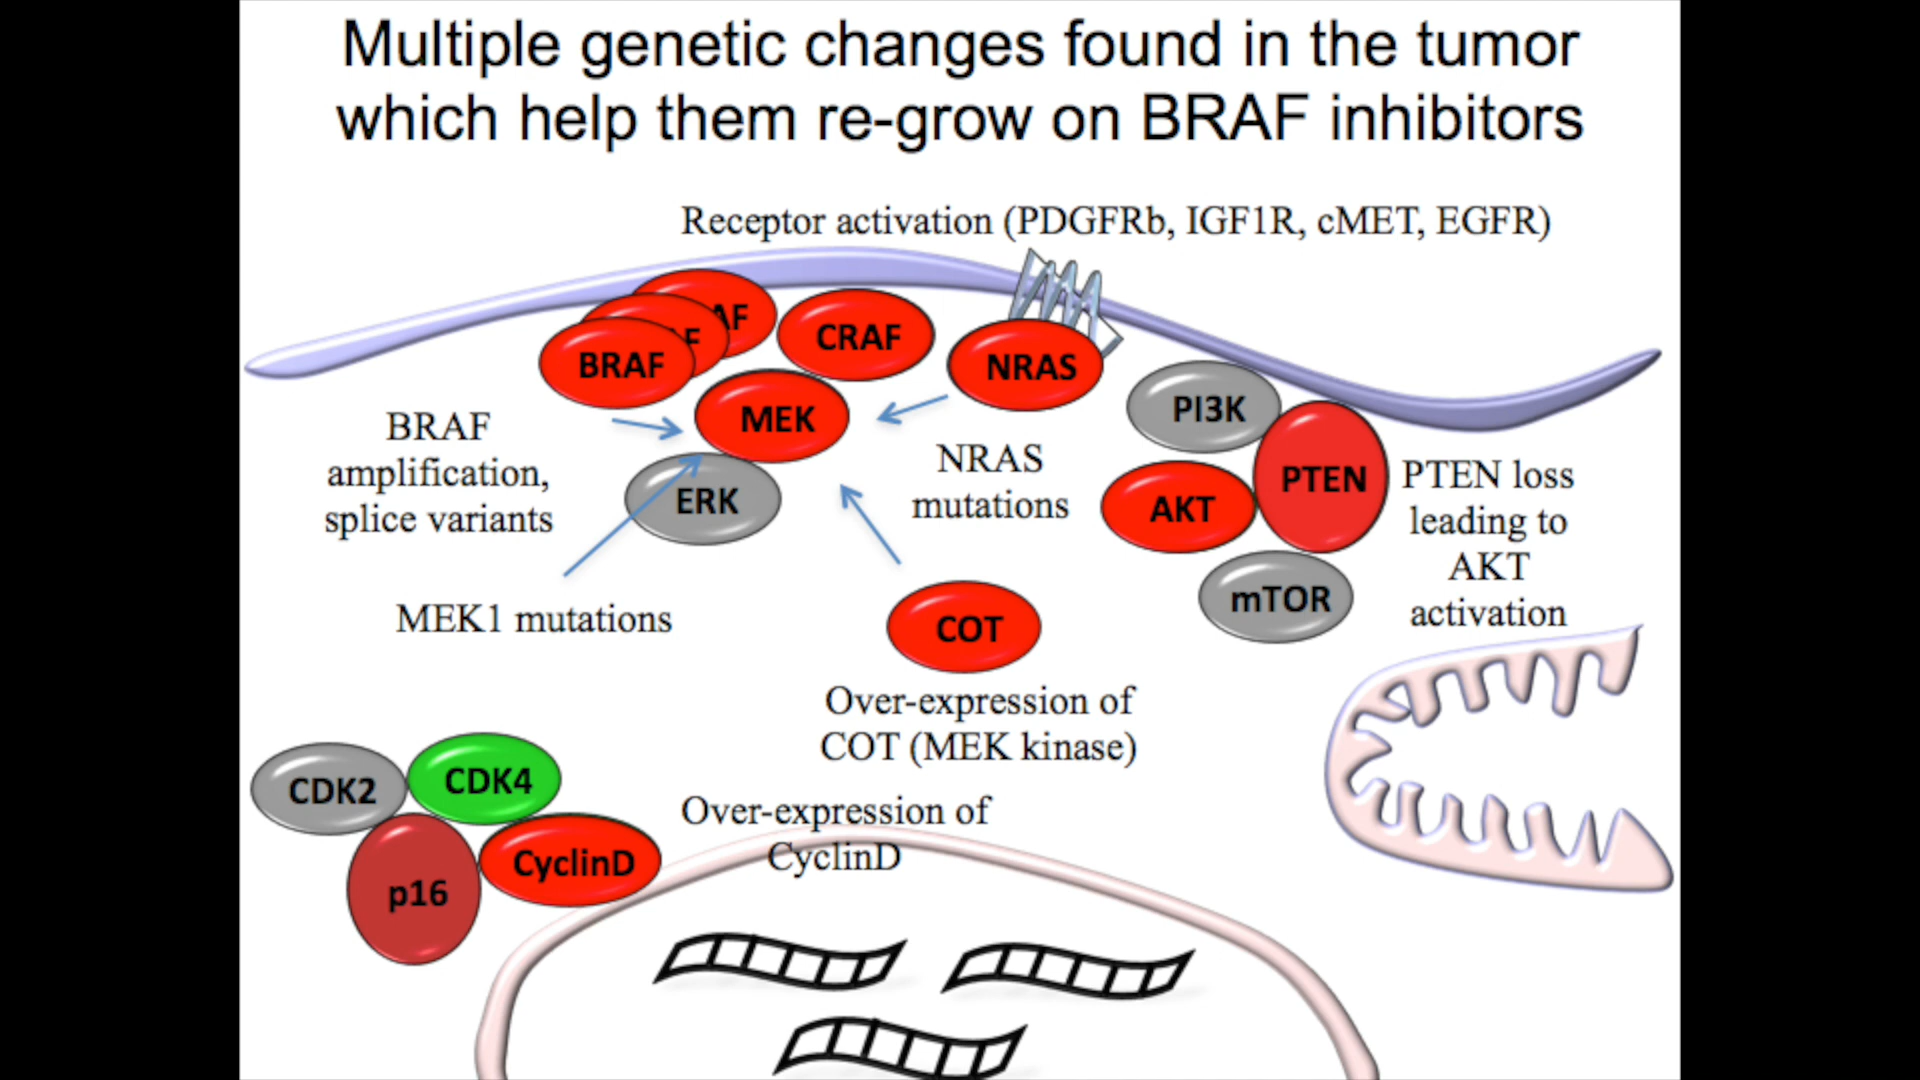 Multiple genetic changes found in the tumor
which help them re-grow on BRAF inhibitors
Receptor activation (PDGFRb, IGF1R, cMET, EGFR)
AF
F
BRAF
CRAF
NRAS
MEK
ERK
PI3K
PTEN
AKT
mTOR
BRAF
amplification,
splice variants
NRAS
mutations
PTEN loss
leading to
AKT
activation
MEK1 mutations
COT
Over-expression of
COT (MEK kinase)
CDK2
CDK4
p16
CyclinD
Over-expression of
CyclinD